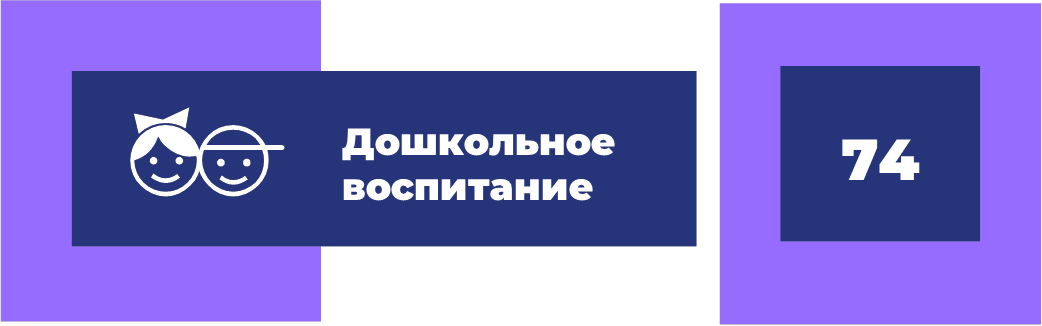 Дошкольное
воспитание
74